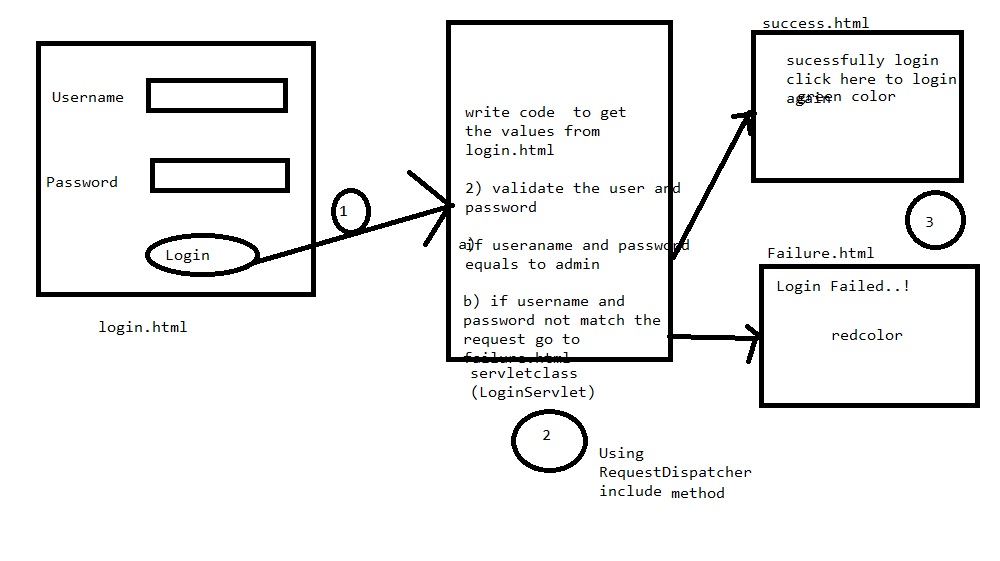 Username
Password
Login
login.html
1
write code  to get
the values from
login.html
2) validate the user and
password
a)
if useraname and password
equals to admin
b) if username and
password not match the
request go to
failure.html
servletclass
(LoginServlet)
2
Using
RequestDispatcher
include method
success.html
sucessfully login
click here to login
again
green color
3
Failure.html
Login Failed..!
redcolor